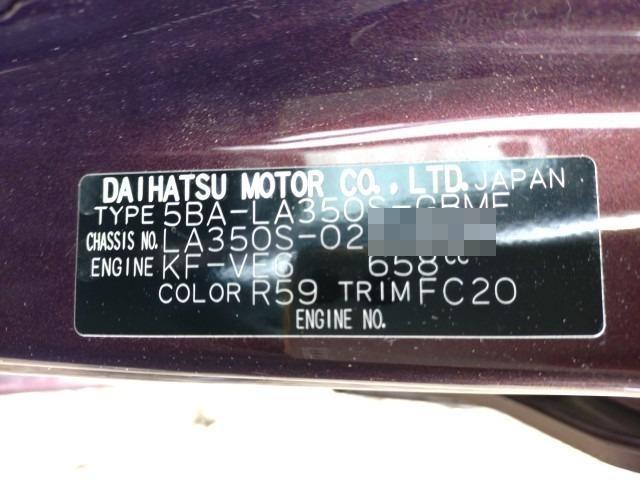 DAIHATSU MOTOR CO., LTD. JAPAN
TYPE 5BA-LA350S-GBMF
CHASSIS NO. LA350S-02
ENGINE KF-VE6 658cc
COLOR R59 TRIM FC20
ENGINE NO.